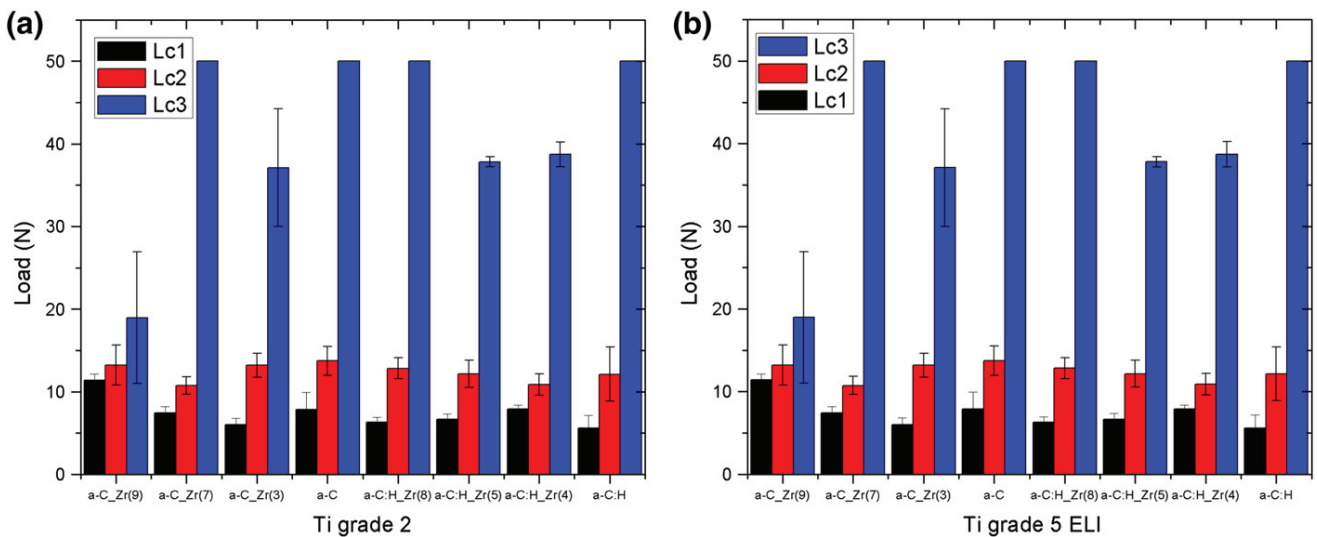 (a)
Lc1
Lc2
Lc3
50
40
30
20
10
0
Load (N)
a-C_Zr(9) a-C_Zr(7) a-C_Zr(3) a-C a-C:H_Zr(8) a-C:H_Zr(5) a-C:H_Zr(4) a-C:H
Ti grade 2
(b)
Lc3
Lc2
Lc1
50
40
30
20
10
0
Load (N)
a-C_Zr(9) a-C_Zr(7) a-C_Zr(3) a-C a-C:H_Zr(8) a-C:H_Zr(5) a-C:H_Zr(4) a-C:H
Ti grade 5 ELI